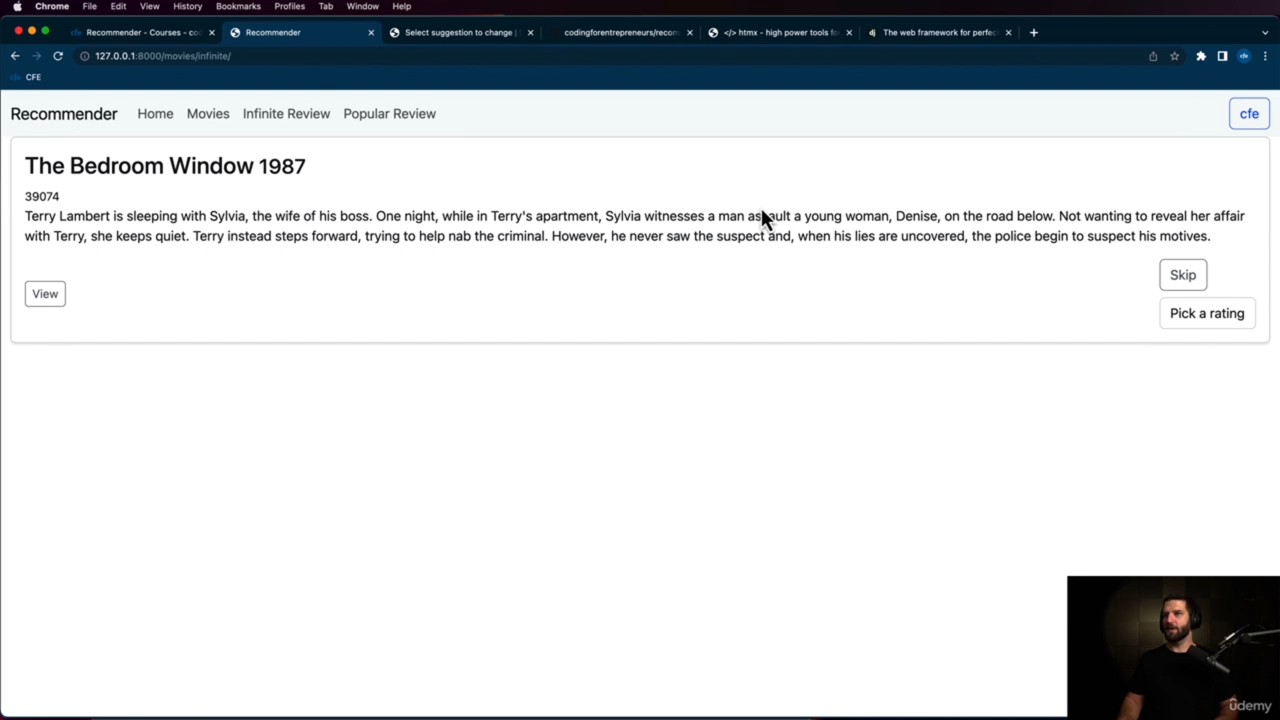 Chrome File Edit View History Bookmarks Profiles Tab Window Help
Recommender - Courses - co
Recommender
Select suggestion to change |
codingforentrepreneurs/recom
</> htmx - high power tools fo
dj The web framework for perfec
127.0.0.1:8000/movies/infinite/
cfe CFE
Recommender Home Movies Infinite Review Popular Review cfe
The Bedroom Window 1987
39074
Terry Lambert is sleeping with Sylvia, the wife of his boss. One night, while in Terry's apartment, Sylvia witnesses a man assault a young woman, Denise, on the road below. Not wanting to reveal her affair
with Terry, she keeps quiet. Terry instead steps forward, trying to help nab the criminal. However, he never saw the suspect and, when his lies are uncovered, the police begin to suspect his motives.
Skip
View
Pick a rating
ûdemy